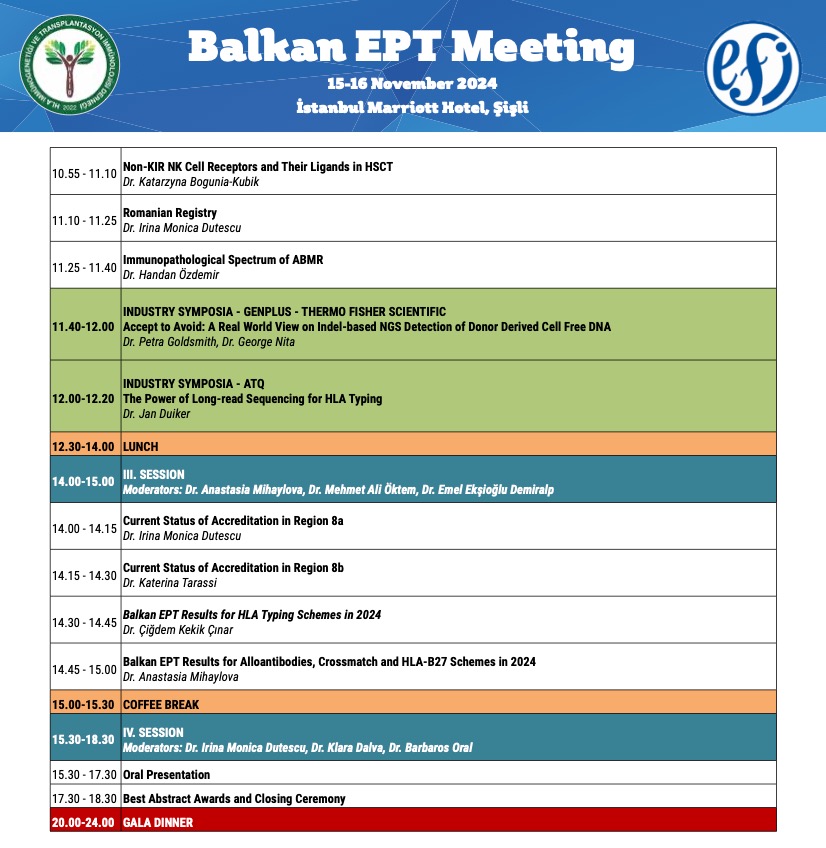 HLA İMMÜNOGENETİĞİ VE TRANSPLANTASYON İMMÜNOLOJİSİ DERNEĞİ
2022
Balkan EPT Meeting
15-16 November 2024
İstanbul Marriott Hotel, Şişli
efi
10.55 - 11.10 Non-KIR NK Cell Receptors and Their Ligands in HSCT
Dr. Katarzyna Bogunia-Kubik
11.10 - 11.25 Romanian Registry
Dr. Irina Monica Dutescu
11.25 - 11.40 Immunopathological Spectrum of ABMR
Dr. Handan Özdemir
11.40-12.00 INDUSTRY SYMPOSIA - GENPLUS - THERMO FISHER SCIENTIFIC
Accept to Avoid: A Real World View on Indel-based NGS Detection of Donor Derived Cell Free DNA
Dr. Petra Goldsmith, Dr. George Nita
12.00-12.20 INDUSTRY SYMPOSIA - ATQ
The Power of Long-read Sequencing for HLA Typing
Dr. Jan Duiker
12.30-14.00 LUNCH
14.00-15.00 III. SESSION
Moderators: Dr. Anastasia Mihaylova, Dr. Mehmet Ali Öktem, Dr. Emel Ekşioğlu Demiralp
14.00 - 14.15 Current Status of Accreditation in Region 8a
Dr. Irina Monica Dutescu
14.15 - 14.30 Current Status of Accreditation in Region 8b
Dr. Katerina Tarassi
14.30 - 14.45 Balkan EPT Results for HLA Typing Schemes in 2024
Dr. Çiğdem Kekik Çınar
14.45 - 15.00 Balkan EPT Results for Alloantibodies, Crossmatch and HLA-B27 Schemes in 2024
Dr. Anastasia Mihaylova
15.00-15.30 COFFEE BREAK
15.30-18.30 IV. SESSION
Moderators: Dr. Irina Monica Dutescu, Dr. Klara Dalva, Dr. Barbaros Oral
15.30 - 17.30 Oral Presentation
17.30 - 18.30 Best Abstract Awards and Closing Ceremony
20.00-24.00 GALA DINNER